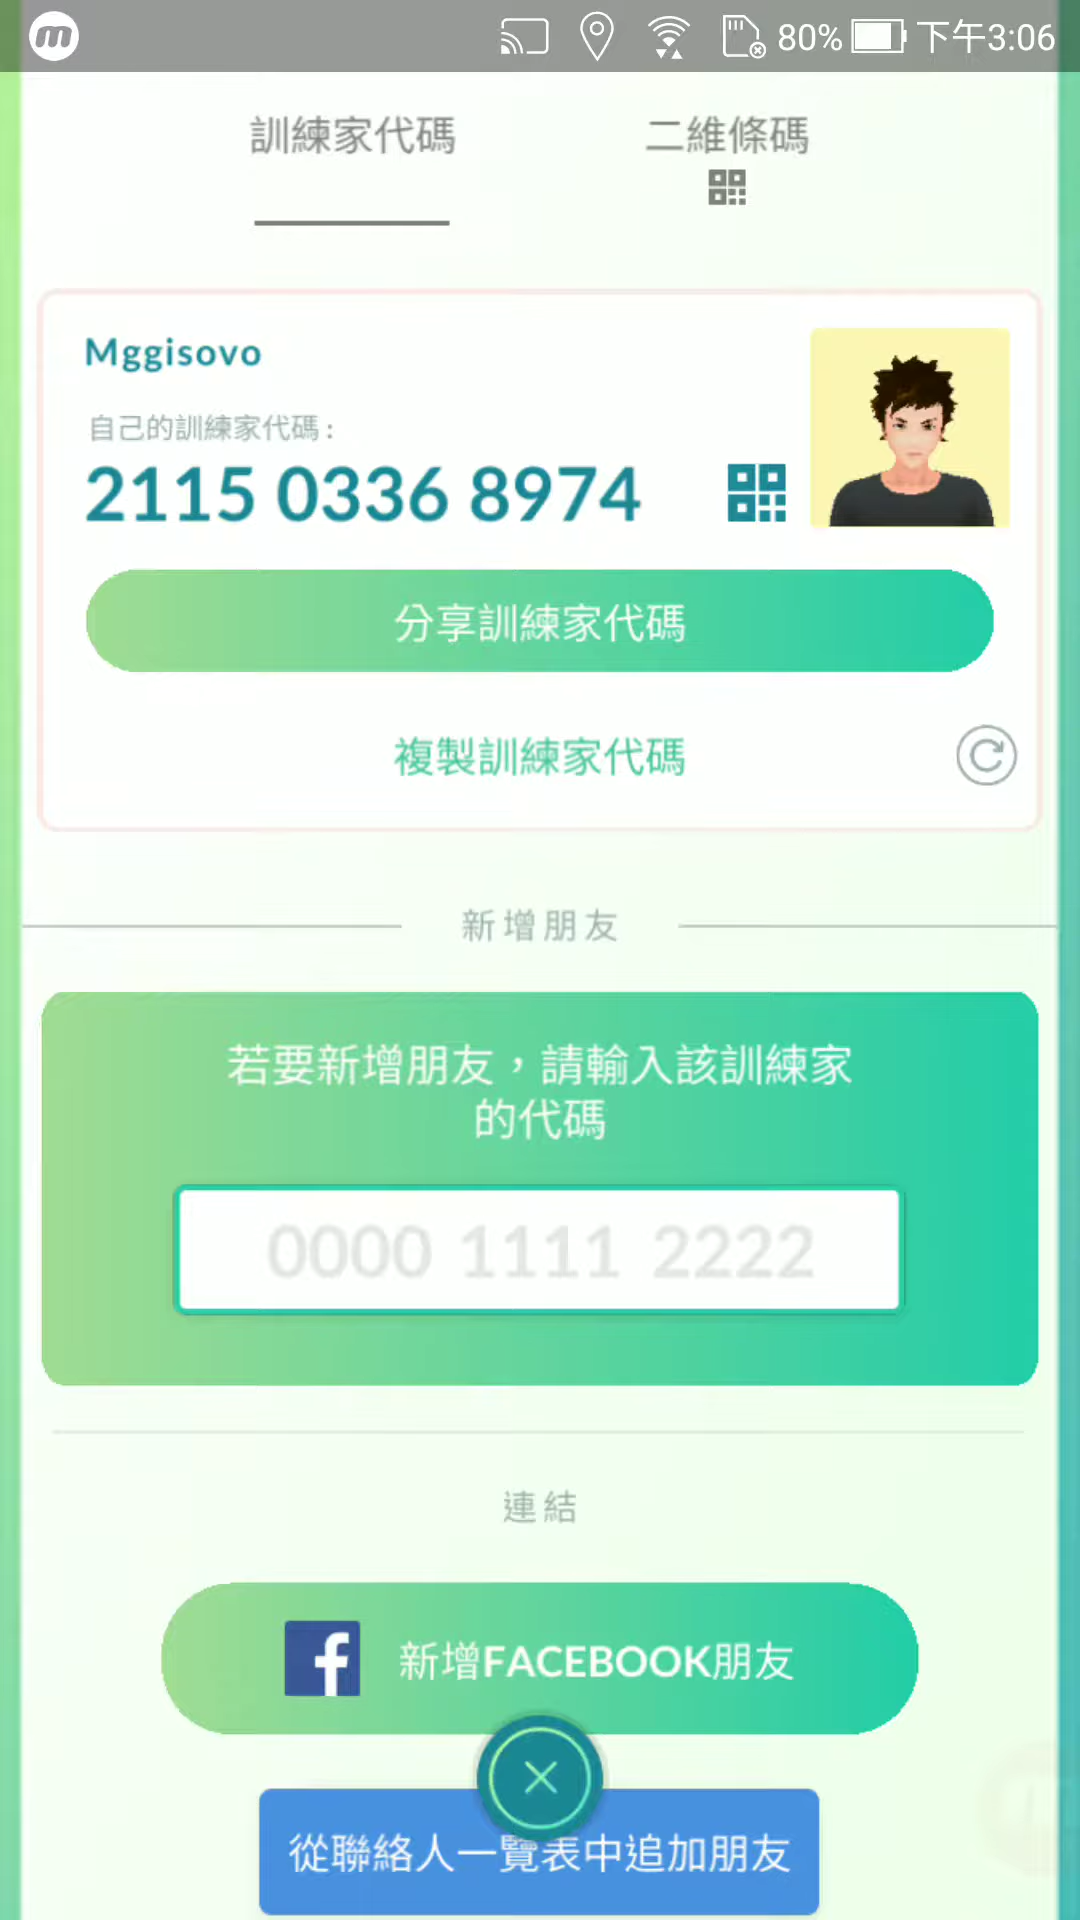 80% 下午3:06
訓練家代碼
二維條碼
Mggisovo
自己的訓練家代碼:
2115 0336 8974
分享訓練家代碼
複製訓練家代碼
新增朋友
若要新增朋友，請輸入該訓練家
的代碼
0000 1111 2222
連結
新增FACEBOOK朋友
從聯絡人一覽表中追加朋友